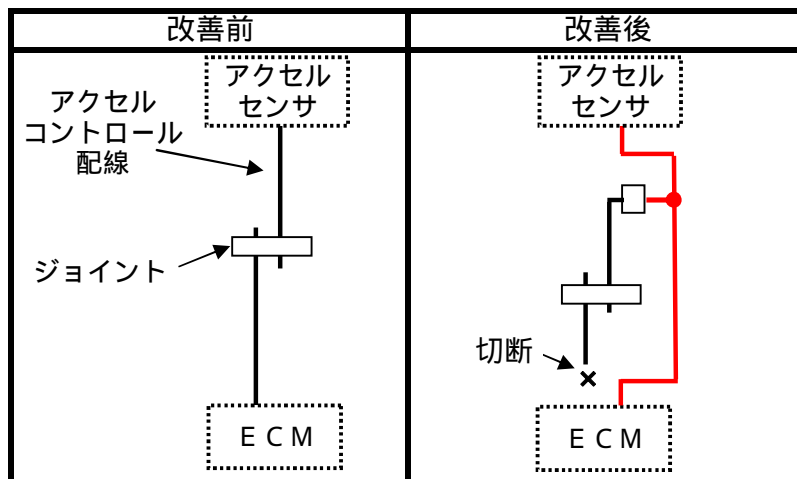 改善前
改善後
アクセル
センサ
アクセル
コントロール
配線
ジョイント
ECM
アクセル
センサ
切断
ECM